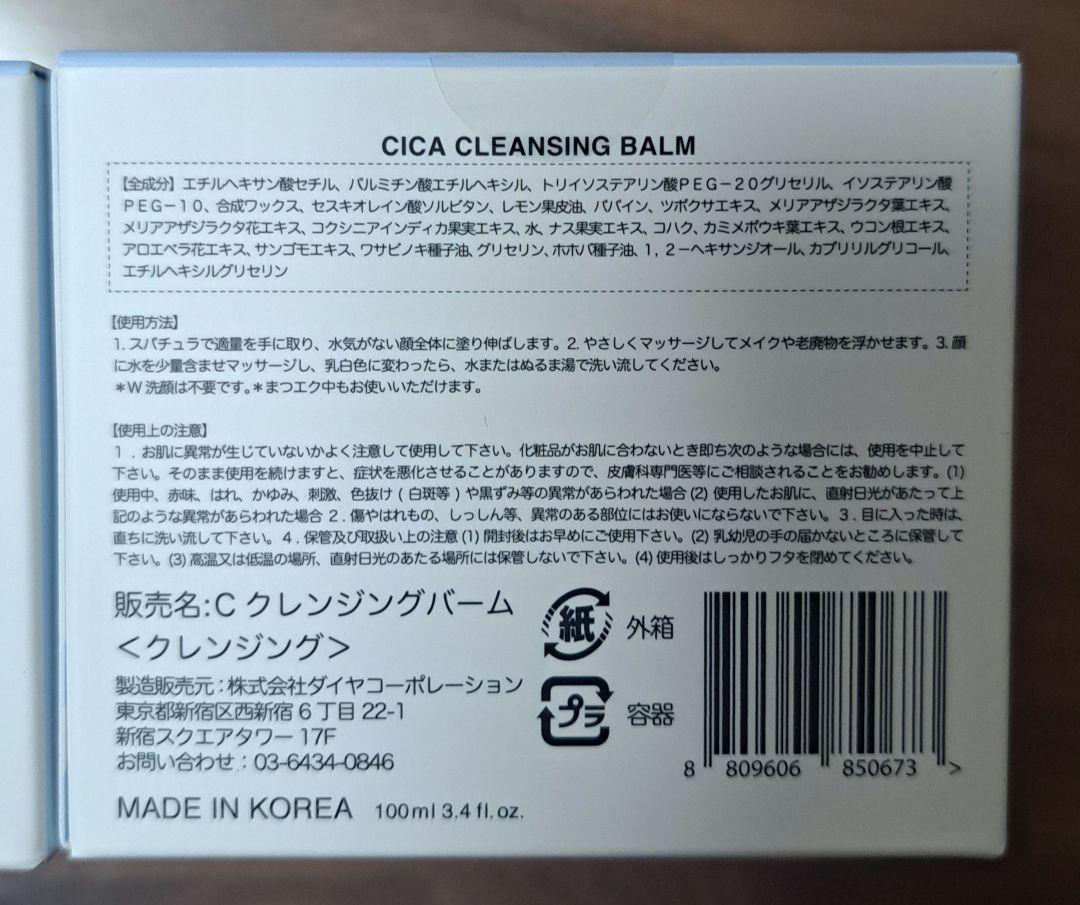 CICA CLEANSING BALM
【全成分】エチルヘキサン酸セチル、パルミチン酸エチルヘキシル、トリイソステアリン酸PEG－20グリセリル、イソステアリン酸
PEG－10、合成ワックス、セスキオレイン酸ソルビタン、レモン果皮油、パパイン、ツボクサエキス、メリアアザジラクタ葉エキス、
メリアアザジラクタ花エキス、コクシニアインディカ果実エキス、水、ナス果実エキス、コハク、カミメボウキ葉エキス、ウコン根エキス、
アロエベラ花エキス、サンゴモエキス、ワサビノキ種子油、グリセリン、ホホバ種子油、1，2－ヘキサンジオール、カプリリルグリコール、
エチルヘキシルグリセリン
【使用方法】
1. スパチュラで適量を手に取り、水気がない顔全体に塗り伸ばします。2. やさしくマッサージしてメイクや老廃物を浮かせます。3. 顔
に水を少量含ませマッサージし、乳白色に変わったら、水またはぬるま湯で洗い流してください。
＊W 洗顔は不要です。＊まつエク中もお使いいただけます。
【使用上の注意】
1．お肌に異常が生じていないかよく注意して使用して下さい。化粧品がお肌に合わないとき即ち次のような場合には、使用を中止して
下さい。そのまま使用を続けますと、症状を悪化させることがありますので、皮膚科専門医等にご相談されることをお勧めします。(1)
使用中、赤味、はれ、かゆみ、刺激、色抜け ( 白斑等 ) や黒ずみ等の異常があらわれた場合 (2) 使用したお肌に、直射日光があたって上
記のような異常があらわれた場合 2．傷やはれもの、しっしん等、異常のある部位にはお使いにならないで下さい。3．目に入った時は、
直ちに洗い流して下さい。4．保管及び取扱い上の注意 (1) 開封後はお早めにご使用下さい。(2) 乳幼児の手の届かないところに保管して
下さい。(3) 高温又は低温の場所、直射日光のあたる場所には保管しないで下さい。(4) 使用後はしっかりフタを閉めてください。
販売名:C クレンジングバーム
＜クレンジング＞
製造販売元：株式会社ダイヤコーポレーション
東京都新宿区西新宿 6 丁目 22-1
新宿スクエアタワー 17F
お問い合わせ：03-6434-0846
MADE IN KOREA 100ml 3.4 fl. oz.
紙 外箱
プラ 容器
8 809606 850673 >